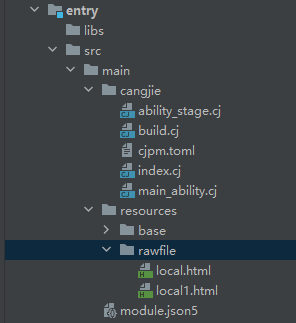 entry
libs
src
main
cangjie
ability_stage.cj
build.cj
cjpm.toml
index.cj
main_ability.cj
resources
base
rawfile
local.html
local1.html
module.json5